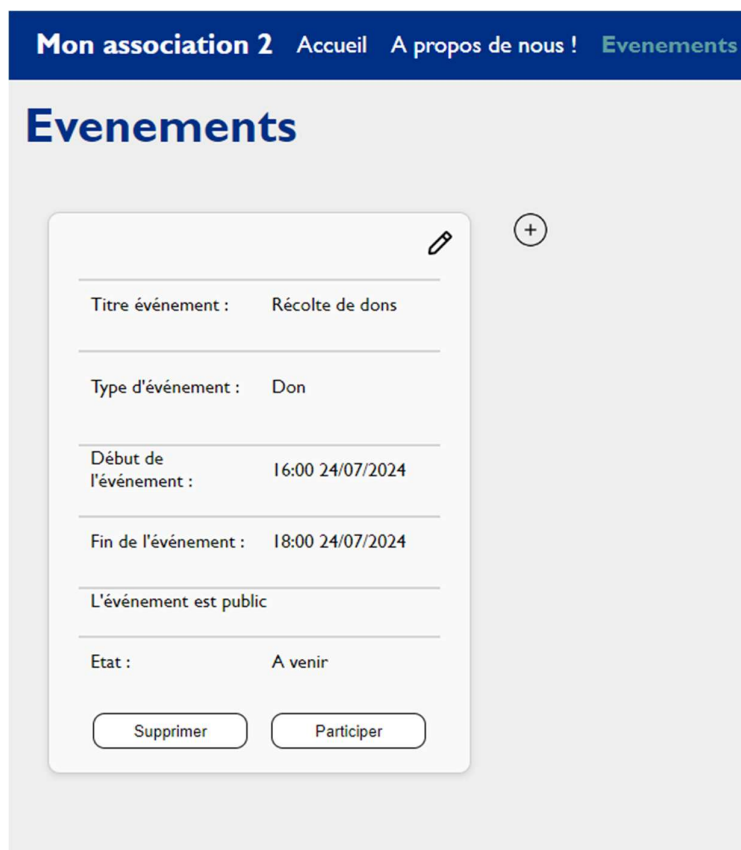 Mon association 2 Accueil A propos de nous ! Evenements
Evenements
Titre événement : Récolte de dons
Type d'événement : Don
Début de
l'événement : 16:00 24/07/2024
Fin de l'événement : 18:00 24/07/2024
L'événement est public
Etat : A venir
Supprimer Participer